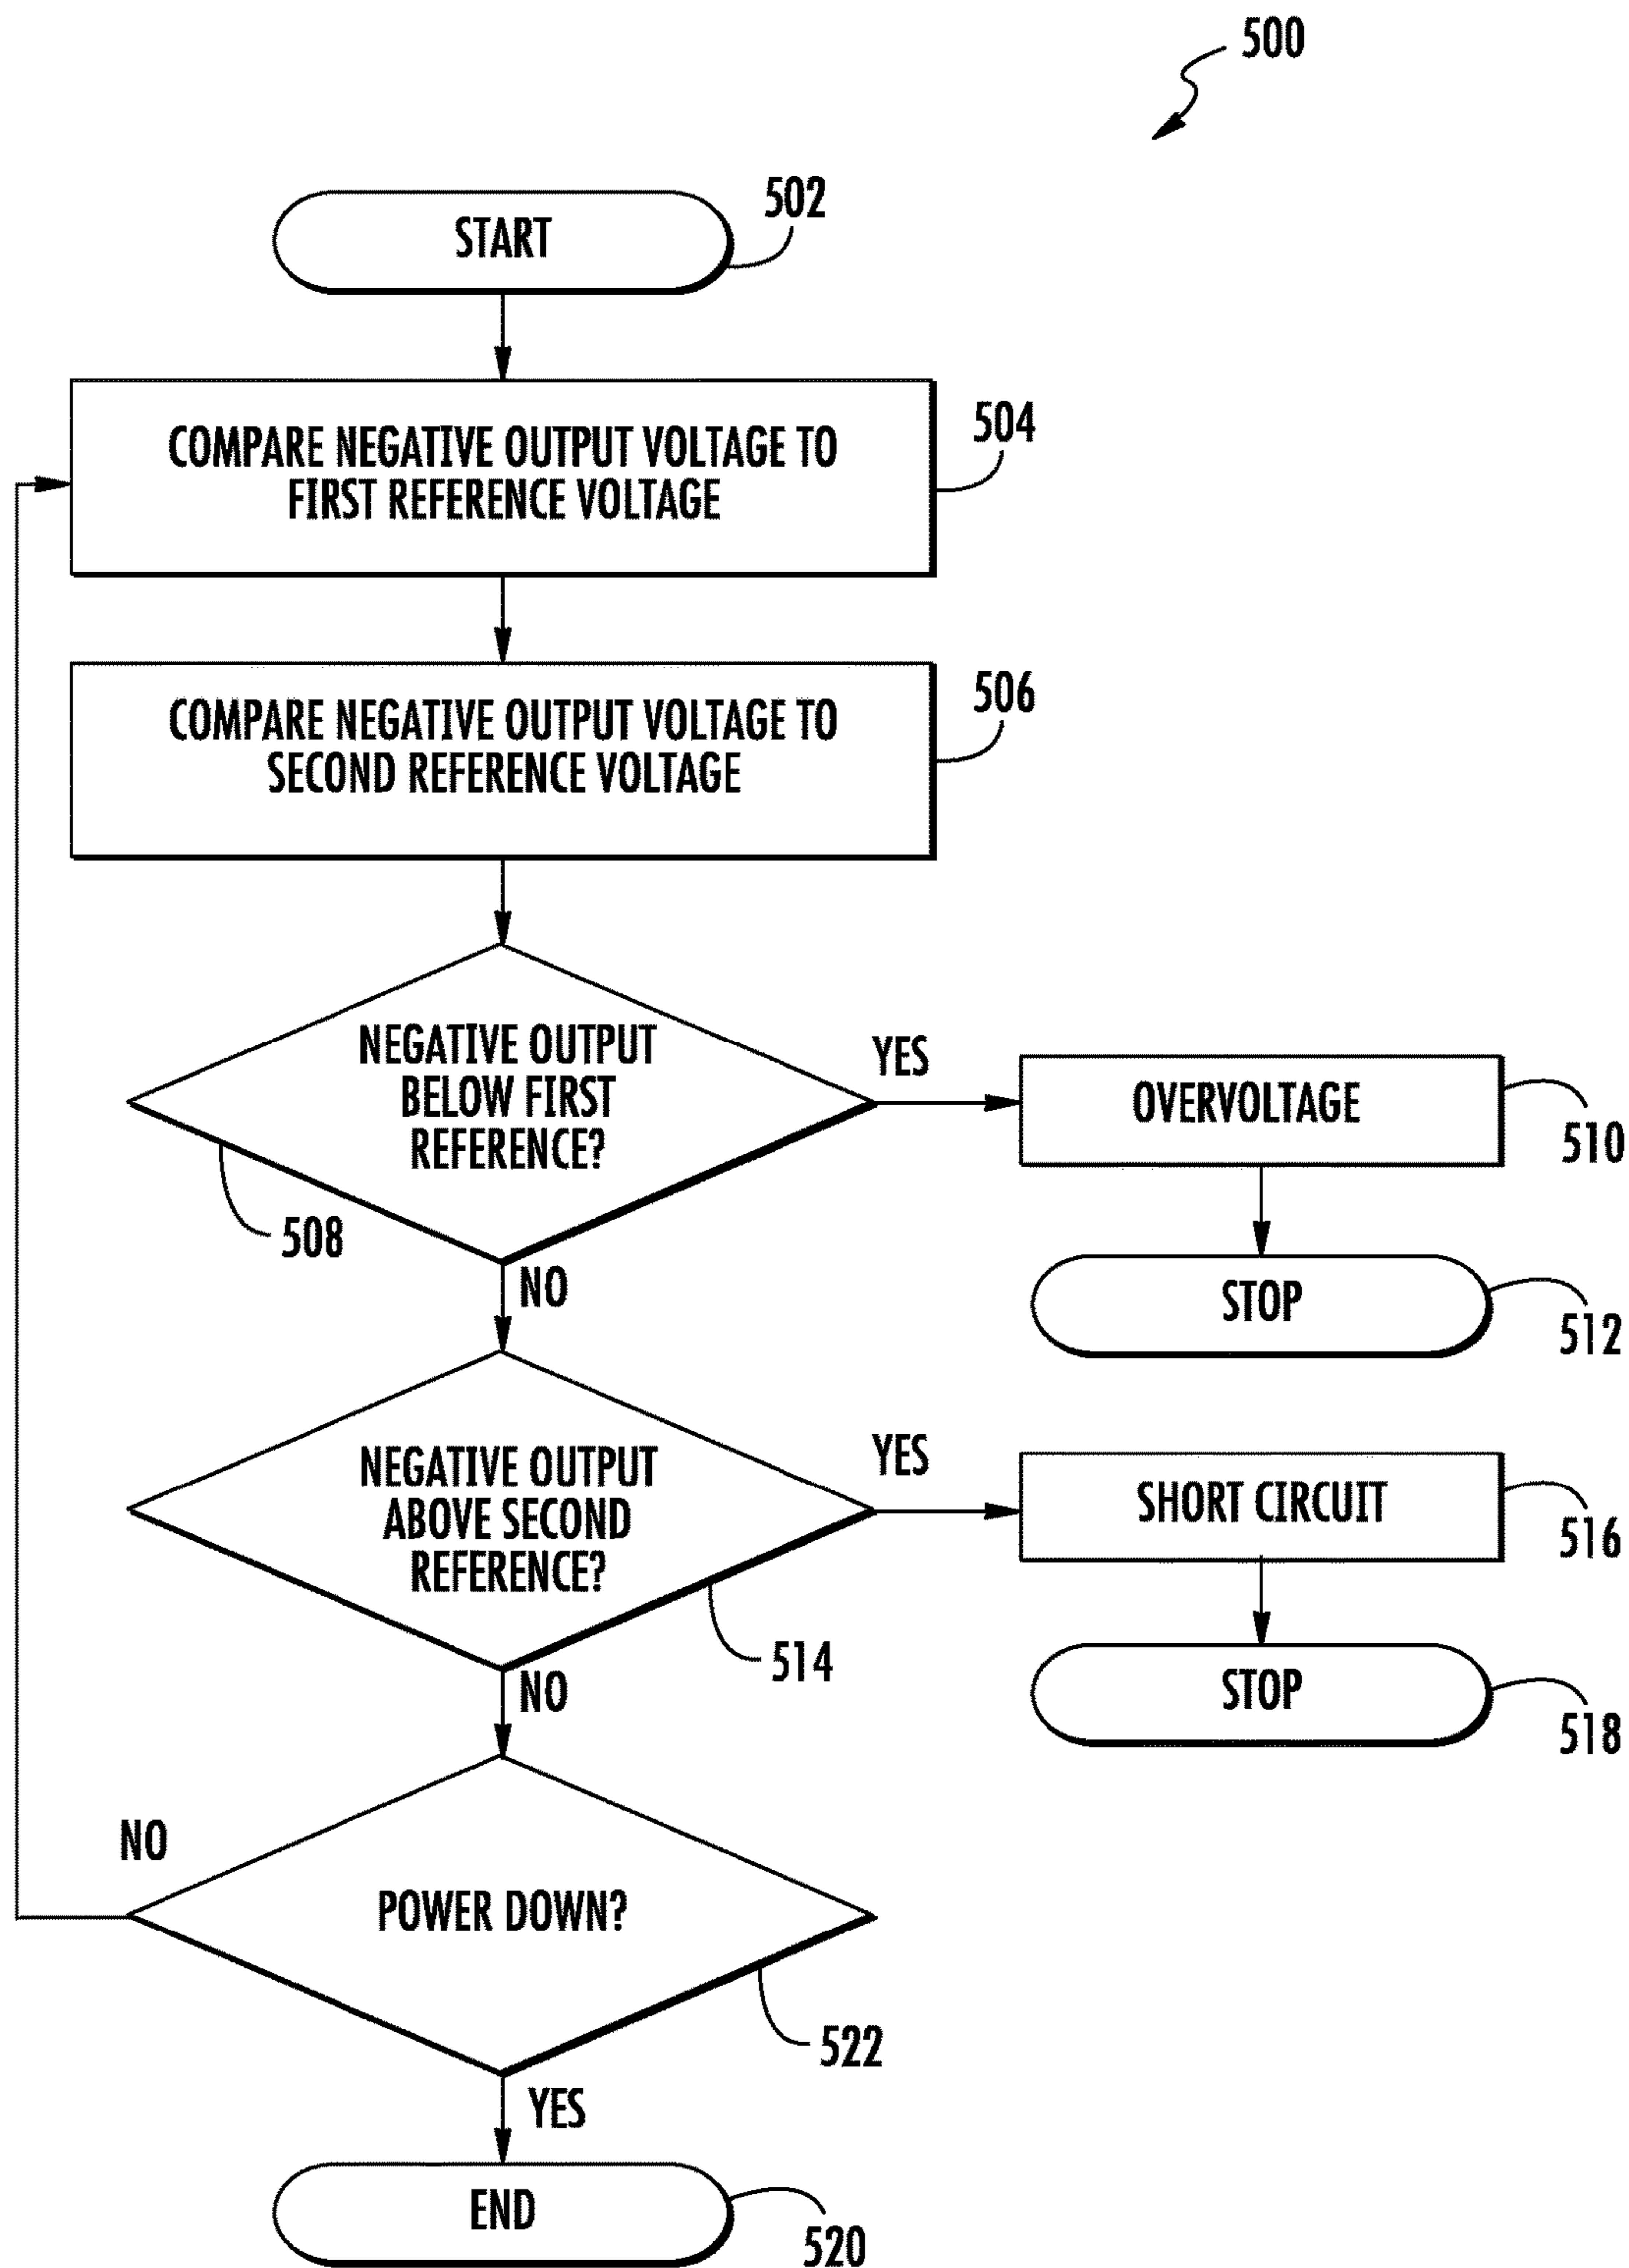 500
START
502
COMPARE NEGATIVE OUTPUT VOLTAGE TO
FIRST REFERENCE VOLTAGE
504
COMPARE NEGATIVE OUTPUT VOLTAGE TO
SECOND REFERENCE VOLTAGE
506
NEGATIVE OUTPUT
BELOW FIRST
REFERENCE?
508
YES
OVERVOLTAGE
510
STOP
512
NO
NEGATIVE OUTPUT
ABOVE SECOND
REFERENCE?
514
YES
SHORT CIRCUIT
516
STOP
518
NO
POWER DOWN?
522
NO
YES
END
520